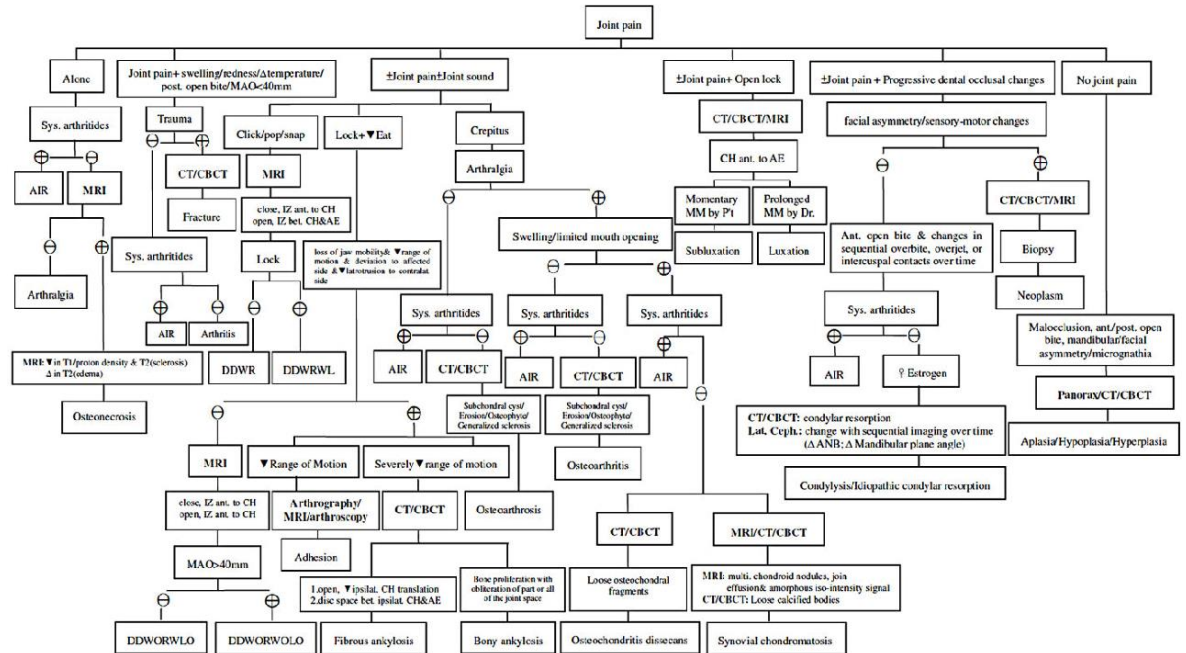 Joint pain
Alone
Joint pain+ swelling/redness/Δtemperature/
post. open bite/MAO<40mm
±Joint pain±Joint sound
±Joint pain+ Open lock
±Joint pain + Progressive dental occlusal changes
No joint pain
Sys. arthritides
Trauma
Click/pop/snap
Lock+▼Eat
Crepitus
CT/CBCT/MRI
facial asymmetry/sensory-motor changes
⊕
⊖
⊖
⊕
⊖
⊕
AIR
MRI
CT/CBCT
MRI
Arthralgia
CH ant. to AE
CT/CBCT/MRI
Fracture
close, IZ ant. to CH
open, IZ bet. CH&AE
⊖
⊕
Momentary
MM by P't
Prolonged
MM by Dr.
Biopsy
Swelling/limited mouth opening
Subluxation
Luxation
Ant. open bite & changes in
sequential overbite, overjet, or
intercuspal contacts over time
Neoplasm
Sys. arthritides
Lock
loss of jaw mobility& ▼range of
motion & deviation to affected
side & ▼latrotrusion to contralat.
side
⊖
⊕
Arthralgia
⊕
⊖
⊖
⊕
Sys. arthritides
Sys. arthritides
Sys. arthritides
Sys. arthritides
Malocclusion, ant./post. open
bite, mandibular/facial
asymmetry/micrognathia
AIR
Arthritis
⊕
⊖
⊕
⊖
⊕
⊕
⊖
MRI: ▼in T1/proton density & T2(sclerosis)
Δ in T2(edema)
DDWR
DDWRWL
AIR
CT/CBCT
AIR
CT/CBCT
AIR
⊖
AIR
♀ Estrogen
Panorax/CT/CBCT
Osteonecrosis
Subchondral cyst/
Erosion/Osteophyte/
Generalized sclerosis
Subchondral cyst/
Erosion/Osteophyte/
Generalized sclerosis
CT/CBCT: condylar resorption
Lat. Ceph.: change with sequential imaging over time
(Δ ANB; Δ Mandibular plane angle)
Aplasia/Hypoplasia/Hyperplasia
⊖
⊕
MRI
▼Range of Motion
Severely▼range of motion
Osteoarthritis
Condylysis/Idiopathic condylar resorption
close, IZ ant. to CH
open, IZ ant. to CH
Arthrography/
MRI/arthroscopy
CT/CBCT
Osteoarthrosis
CT/CBCT
MRI/CT/CBCT
MAO>40mm
Adhesion
⊖
⊕
1.open, ▼ipsilat. CH translation
2.disc space bet. ipsilat. CH&AE
Bone proliferation with
obliteration of part or all
of the joint space
Loose osteochondral
fragments
MRI: multi. chondroid nodules, join
effusion& amorphous iso-intensity signal
CT/CBCT: Loose calcified bodies
DDWORWLO
DDWORWOLO
Fibrous ankylosis
Bony ankylosis
Osteochondritis dissecans
Synovial chondromatosis